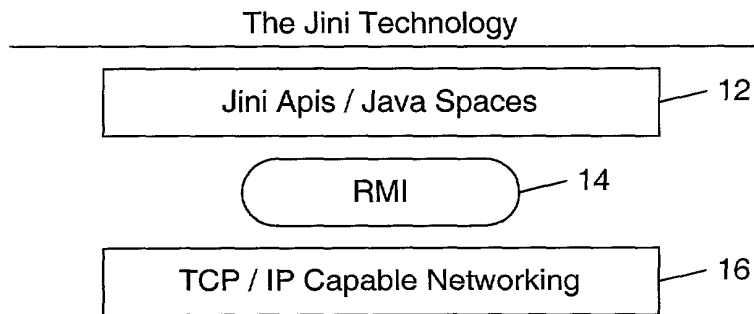 The Jini Technology
Jini Apis / Java Spaces
12
RMI
14
TCP / IP Capable Networking
16